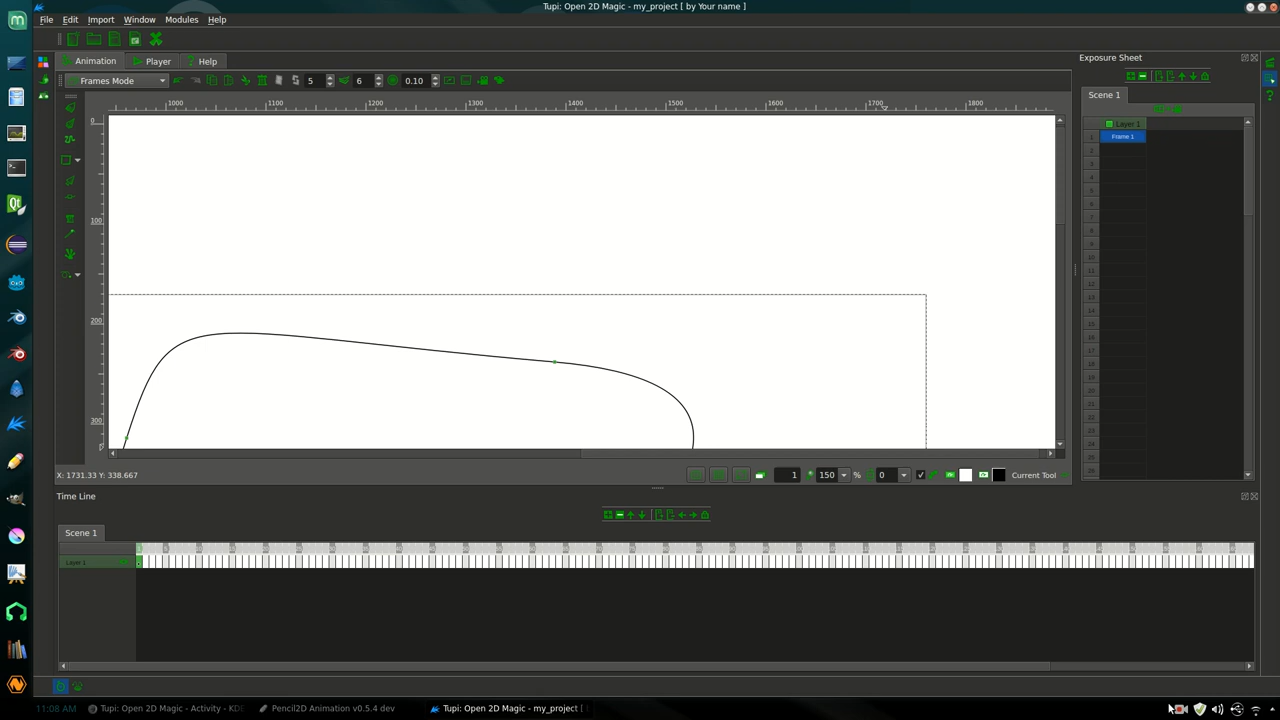 Tupi: Open 2D Magic - my_project [ by Your name ]
File Edit Import Window Modules Help
Animation Player Help
Frames Mode 5 6 0.10
1000 1100 1200 1300 1400 1500 1600 1700 1800
0
100
200
300
X: 1731.33 Y: 338.667
1 150 % 0 Current Tool
Exposure Sheet
Scene 1
Layer 1
Frame 1
Time Line
Scene 1
Layer 1
11:08 AM Tupi: Open 2D Magic - Activity - KDE Pencil2D Animation v0.5.4 dev Tupi: Open 2D Magic - my_project [